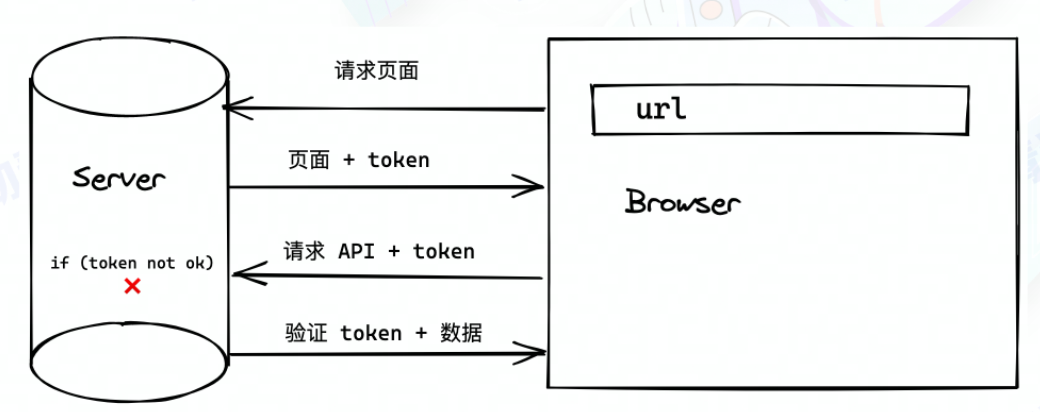 请求页面
url
页面 + token
Server
Browser
请求 API + token
if (token not ok)
验证 token + 数据